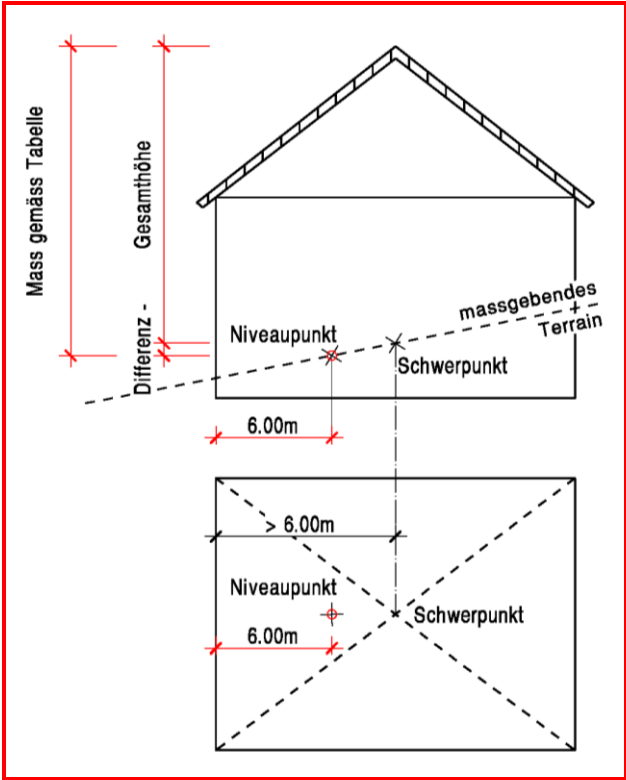 Mass gemäss Tabelle
Gesamthöhe
Differenz -
massgebendes
Terrain
Niveaupunkt
Schwerpunkt
6.00m
> 6.00m
Niveaupunkt
Schwerpunkt
6.00m